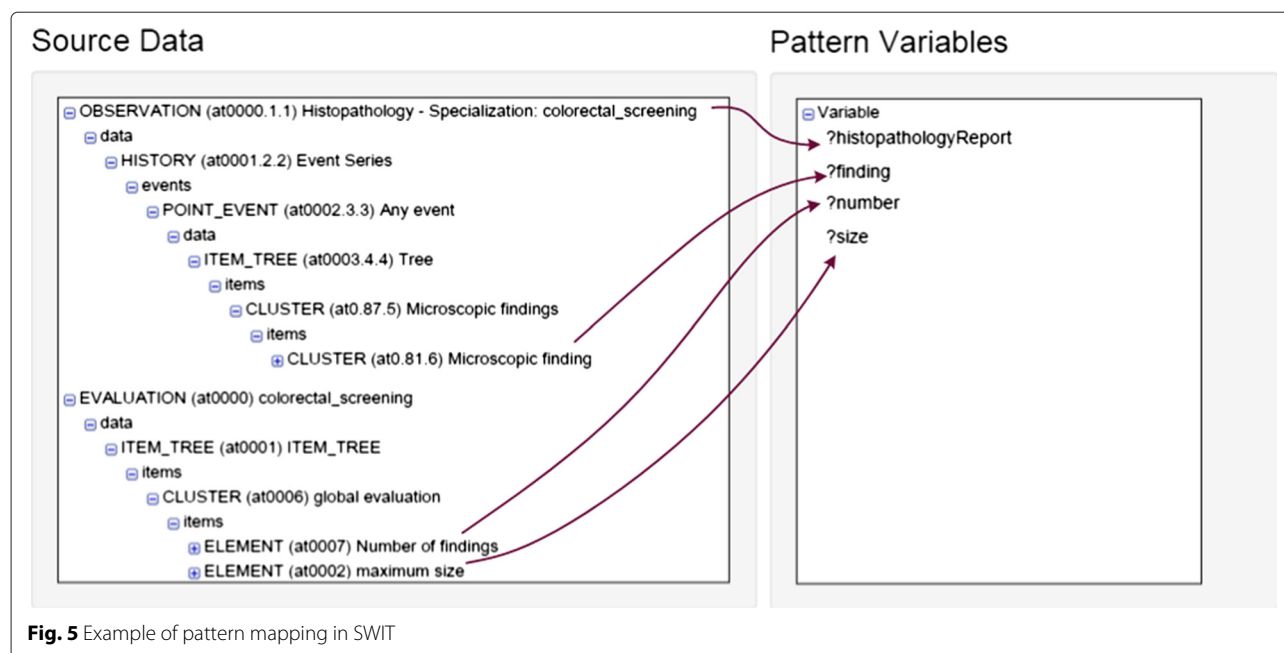 Source Data
OBSERVATION (at0000.1.1) Histopathology - Specialization: colorectal_screening
data
HISTORY (at0001.2.2) Event Series
events
POINT_EVENT (at0002.3.3) Any event
data
ITEM_TREE (at0003.4.4) Tree
items
CLUSTER (at0.87.5) Microscopic findings
items
CLUSTER (at0.81.6) Microscopic finding
EVALUATION (at0000) colorectal_screening
data
ITEM_TREE (at0001) ITEM_TREE
items
CLUSTER (at0006) global evaluation
items
ELEMENT (at0007) Number of findings
ELEMENT (at0002) maximum size
Pattern Variables
Variable
?histopathologyReport
?finding
?number
?size
Fig. 5 Example of pattern mapping in SWIT